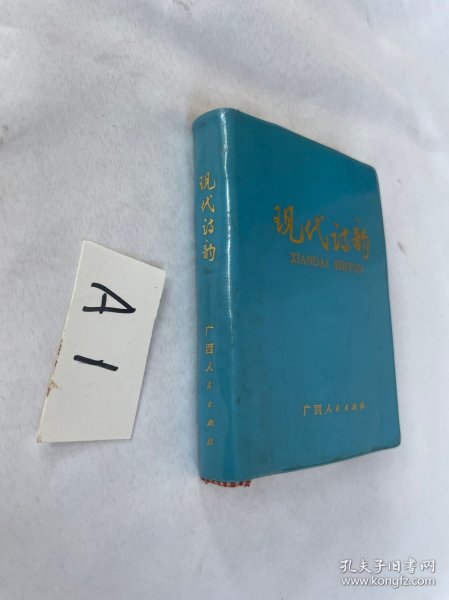 现代诗韵
广西人民出版社
现代诗韵
XIANDAI SHIYUN
广西人民出版社
A1
孔夫子旧书网
www.kongfz.com